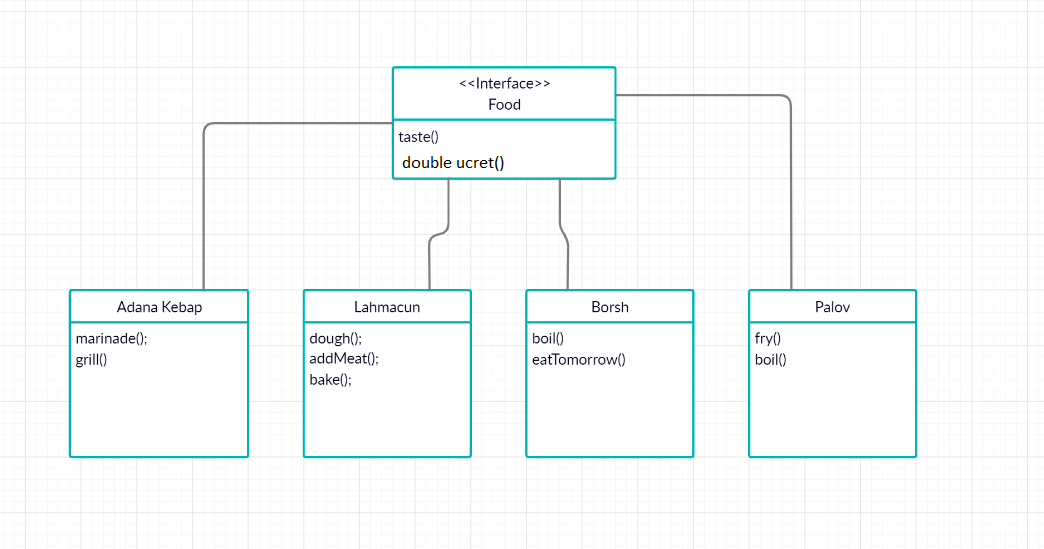 <<Interface>>
Food
taste()
double ucret()
Adana Kebap
marinade();
grill()
Lahmacun
dough();
addMeat();
bake();
Borsh
boil()
eatTomorrow()
Palov
fry()
boil()